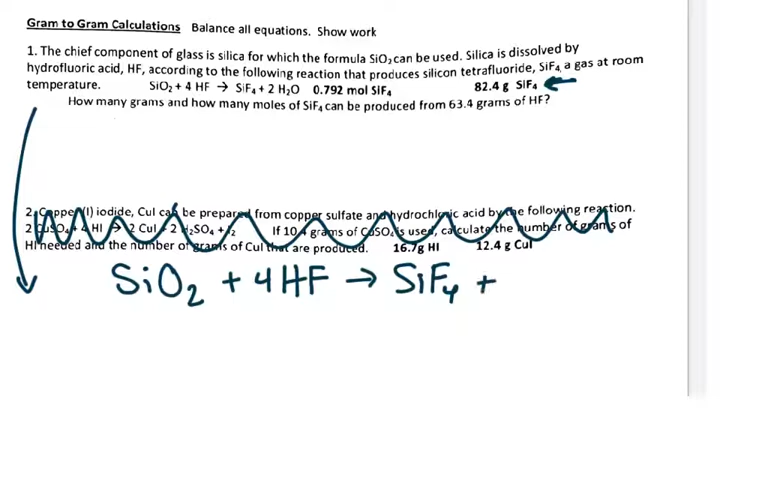 Gram to Gram Calculations Balance all equations. Show work
1. The chief component of glass is silica for which the formula SiO₂ can be used. Silica is dissolved by
hydrofluoric acid, HF, according to the following reaction that produces silicon tetrafluoride, SiF₄ a gas at room
temperature. SiO₂ + 4 HF → SiF₄ + 2 H₂O 0.792 mol SiF₄ 82.4 g SiF₄
How many grams and how many moles of SiF₄ can be produced from 63.4 grams of HF?
2. Copper(I) iodide, CuI can be prepared from copper sulfate and hydrochloric acid by the following reaction.
2 CuSO₄ + 4 HI → 2 CuI + 2 H₂SO₄ + I₂ If 10.4 grams of CuSO₄ is used, calculate the number of grams of
HI needed and the number of grams of CuI that are produced. 16.7g HI 12.4 g CuI
SiO₂ + 4HF → SiF₄ +